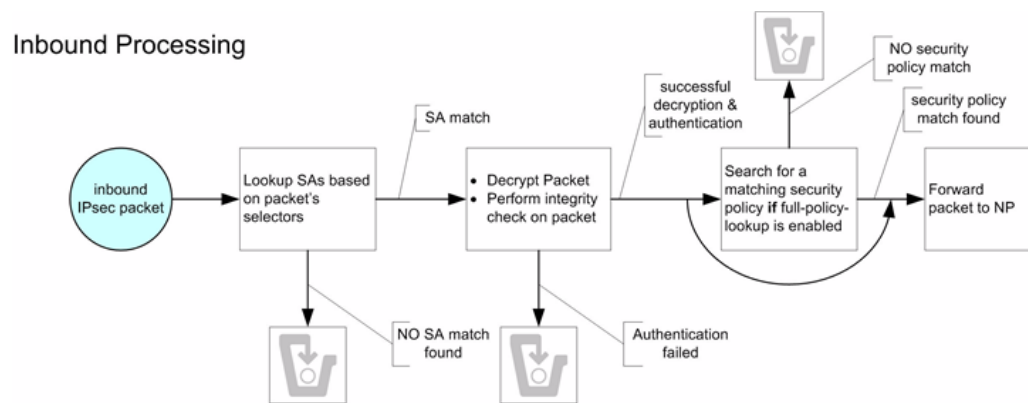 Inbound Processing
NO security
policy match
successful
decryption &
authentication
security policy
match found
SA match
inbound
IPsec packet
Lookup SAs based
on packet's
selectors
• Decrypt Packet
• Perform integrity
check on packet
Search for a
matching security
policy if full-policy-
lookup is enabled
Forward
packet to NP
NO SA match
found
Authentication
failed